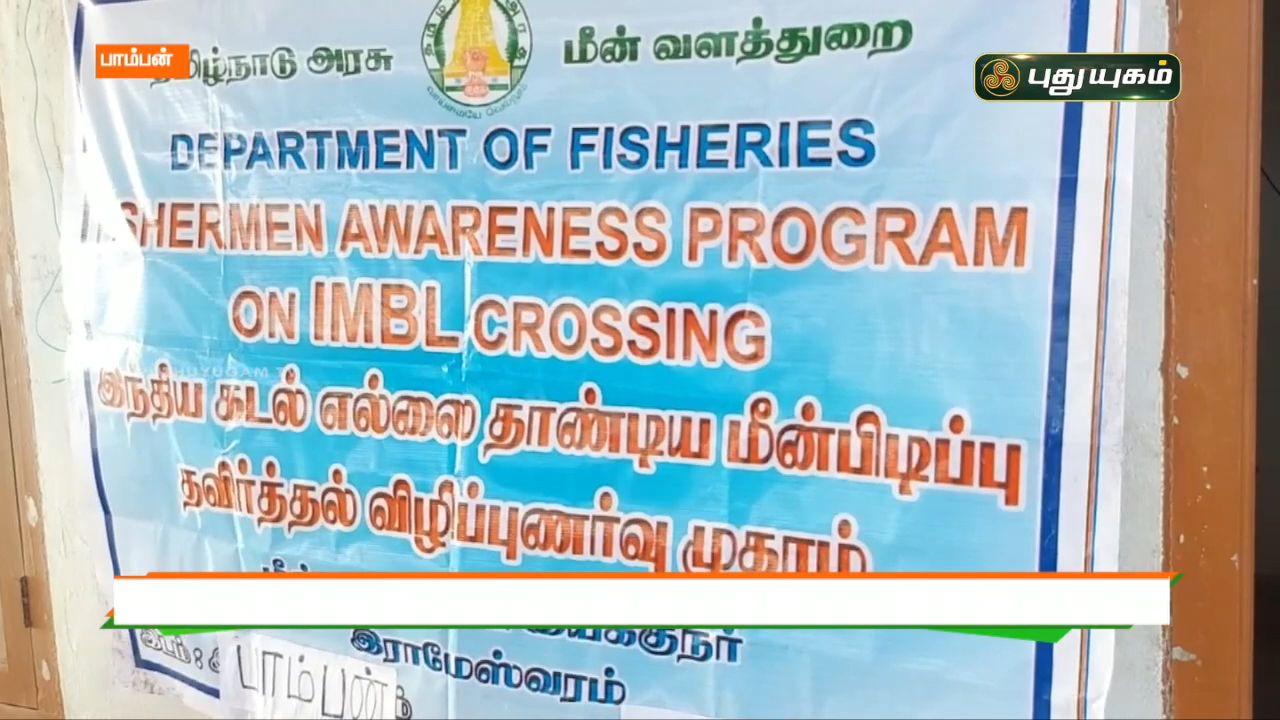 பாம்பன்
தமிழ்நாடு அரசு
மீன் வளத்துறை
புதுயுகம்
DEPARTMENT OF FISHERIES
FISHERMEN AWARENESS PROGRAM
ON IMBL CROSSING
இந்திய கடல் எல்லை தாண்டிய மீன்பிடிப்பு
தவிர்த்தல் விழிப்புணர்வு முகாம்
இராமேஸ்வரம்
இடம் :
பாம்பன்